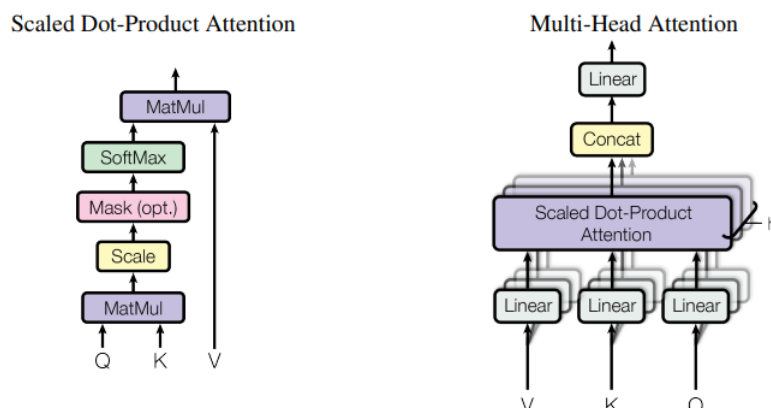 Scaled Dot-Product Attention
MatMul
SoftMax
Mask (opt.)
Scale
MatMul
Q K V
Multi-Head Attention
Linear
Concat
Scaled Dot-Product
Attention
h
Linear Linear Linear
V K Q